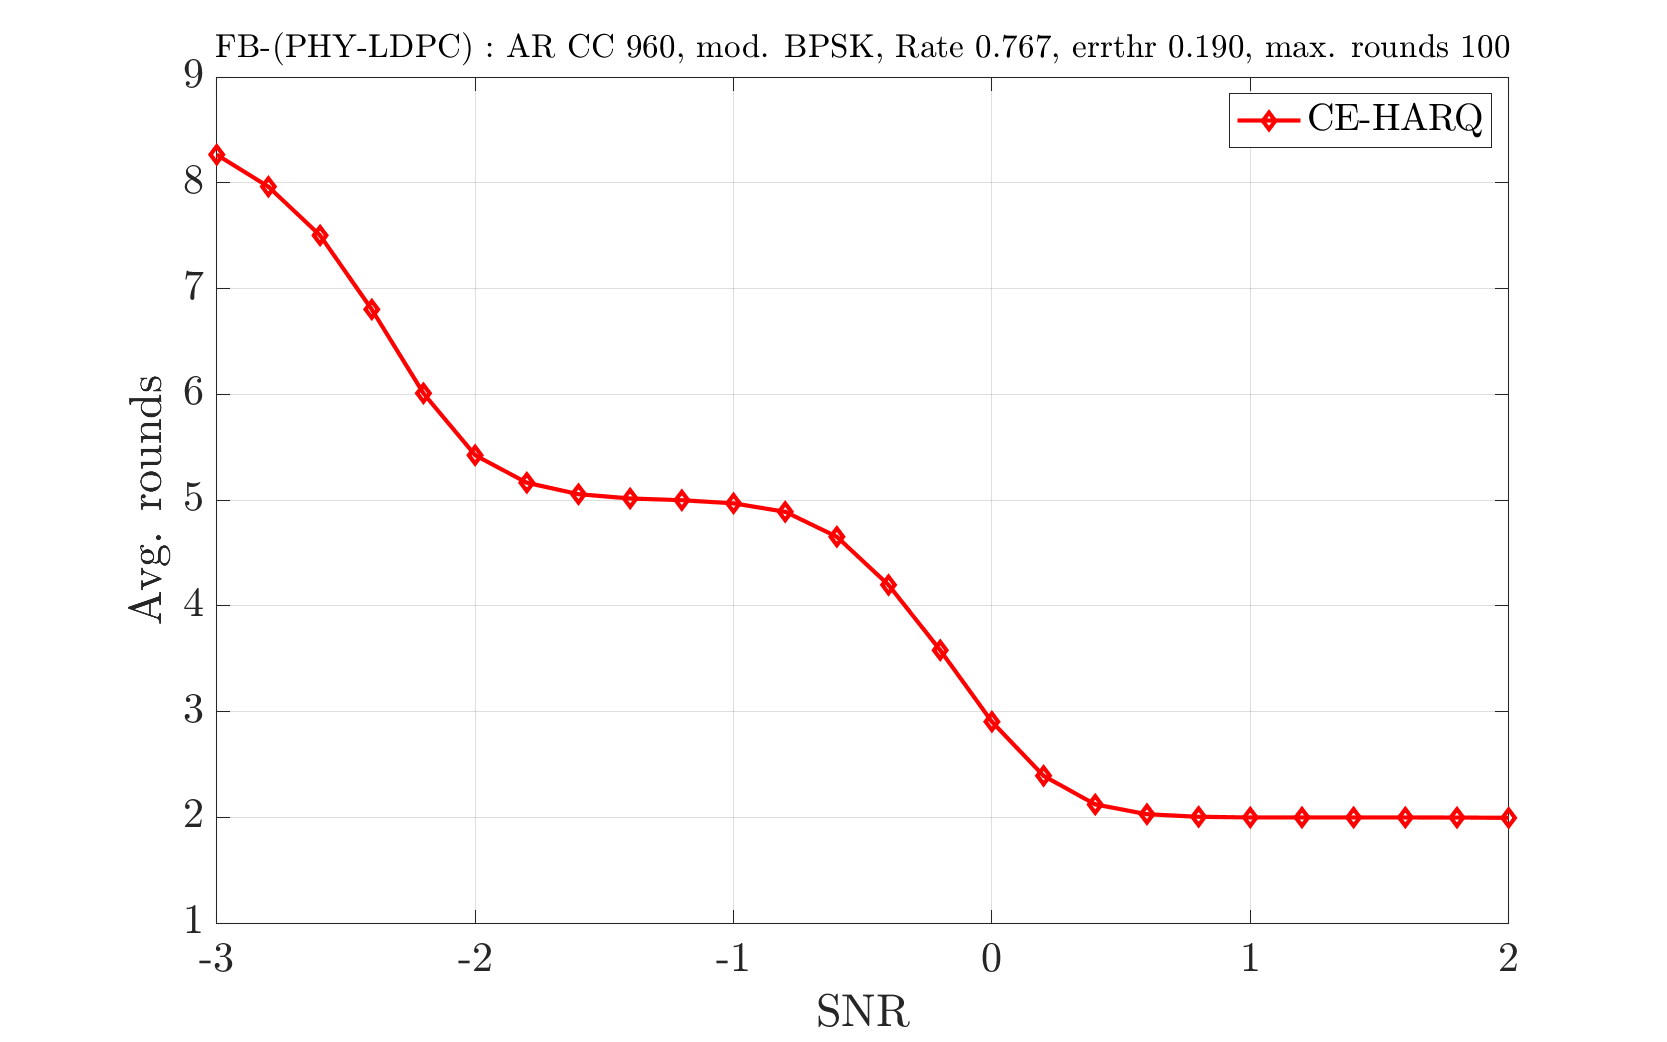 FB-(PHY-LDPC) : AR CC 960, mod. BPSK, Rate 0.767, errthr 0.190, max. rounds 100
CE-HARQ
9
8
7
6
5
4
3
2
1
Avg. rounds
-3 -2 -1 0 1 2
SNR